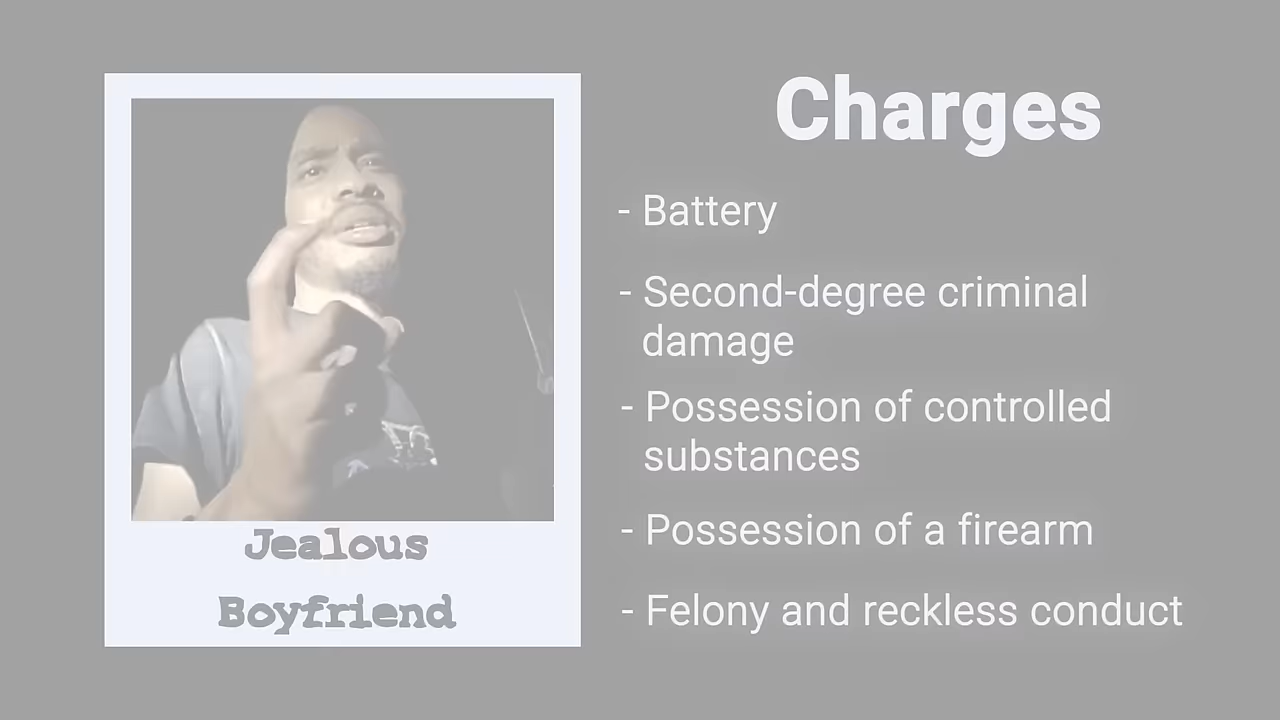 Charges
- Battery
- Second-degree criminal
damage
- Possession of controlled
substances
- Possession of a firearm
- Felony and reckless conduct
Jealous
Boyfriend